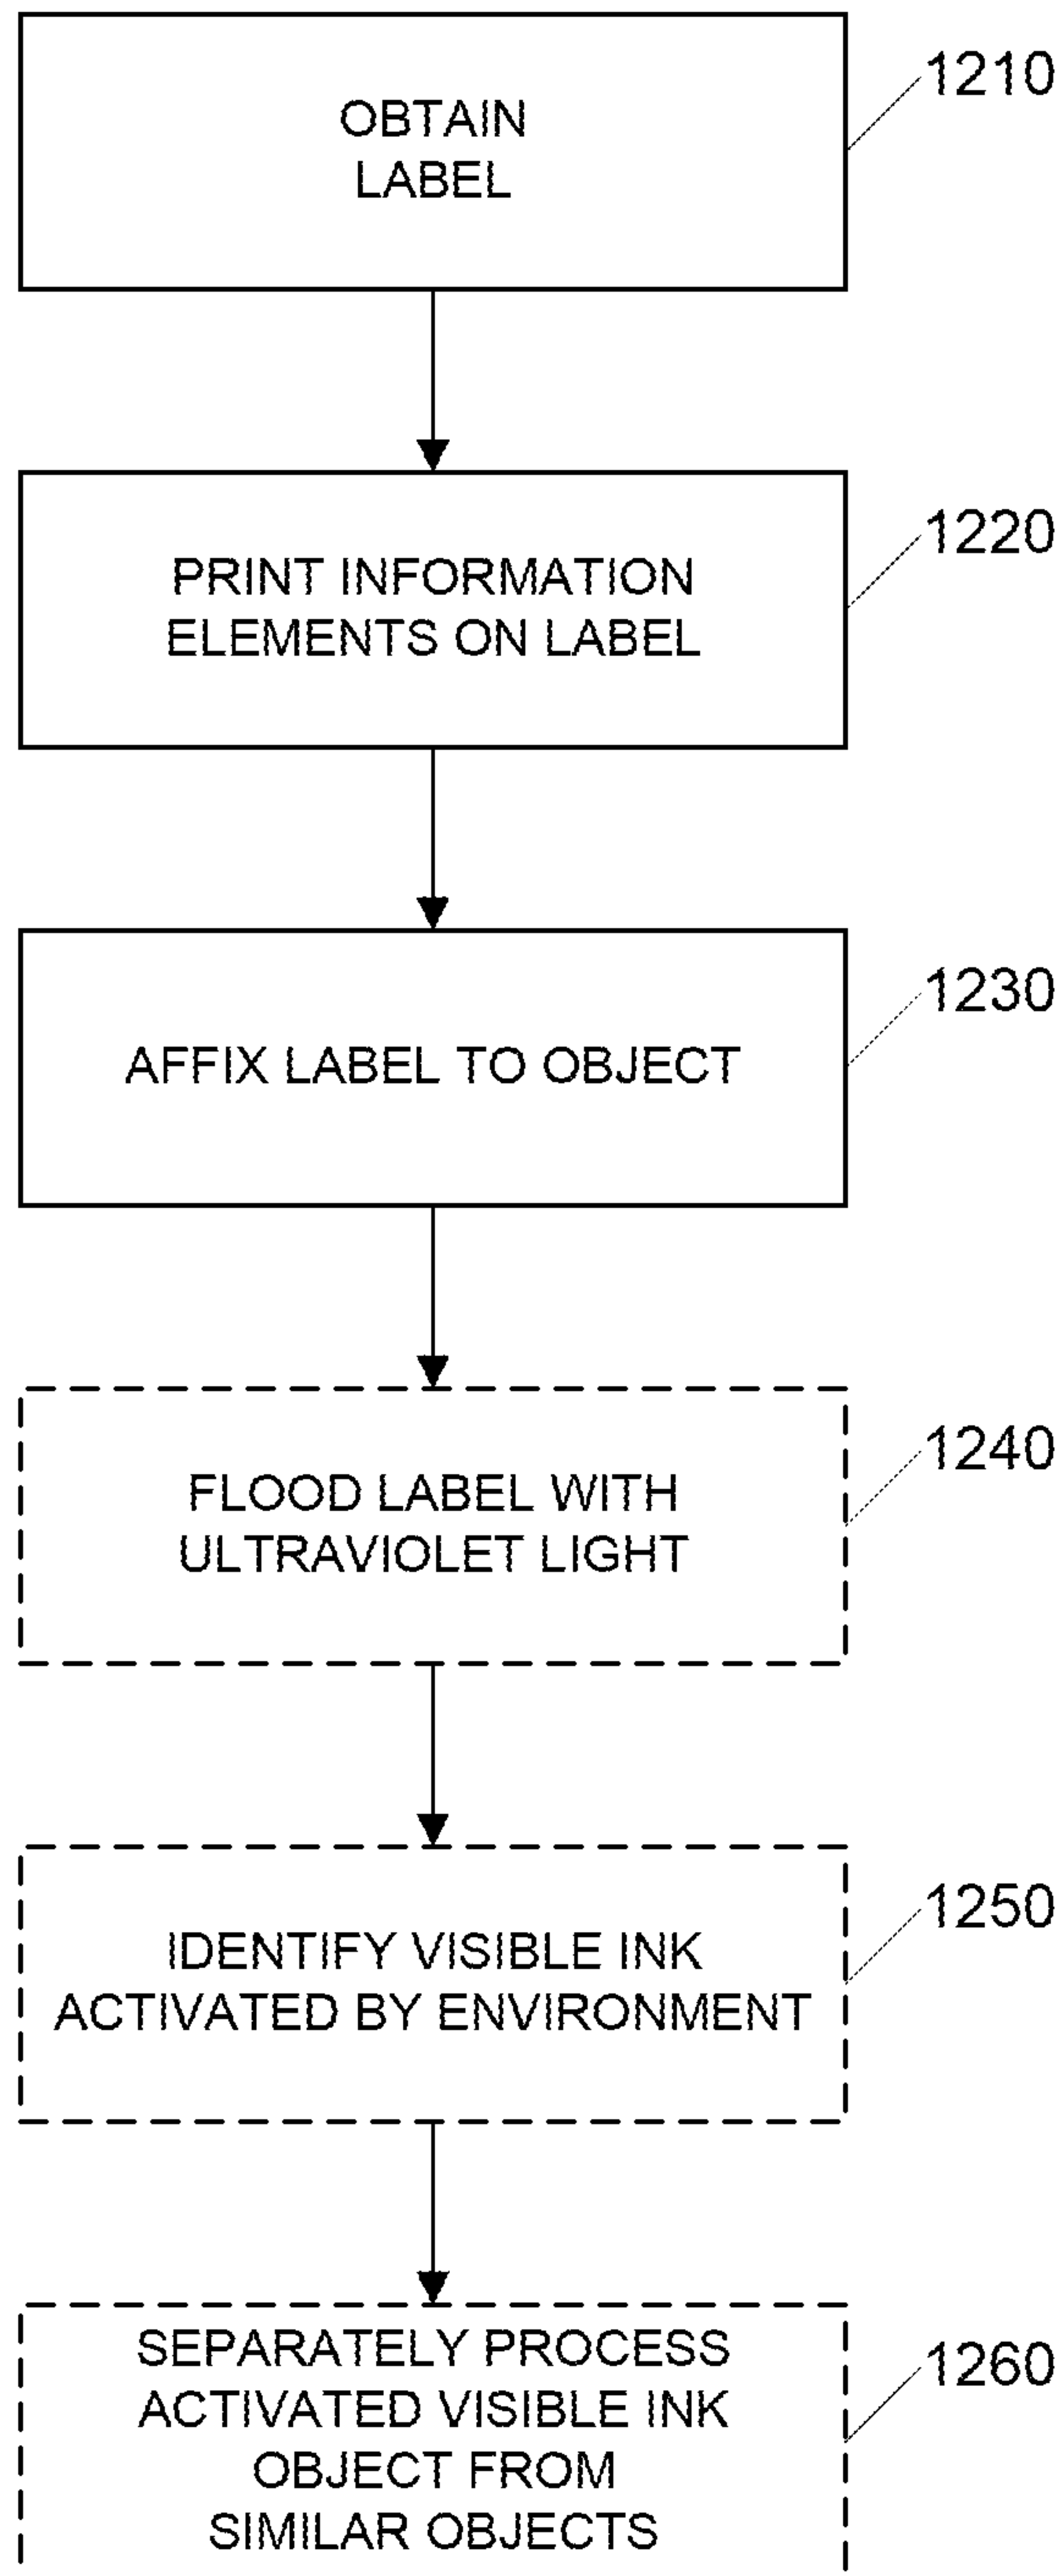 OBTAIN
LABEL
1210
PRINT INFORMATION
ELEMENTS ON LABEL
1220
AFFIX LABEL TO OBJECT
1230
FLOOD LABEL WITH
ULTRAVIOLET LIGHT
1240
IDENTIFY VISIBLE INK
ACTIVATED BY ENVIRONMENT
1250
SEPARATELY PROCESS
ACTIVATED VISIBLE INK
OBJECT FROM
SIMILAR OBJECTS
1260